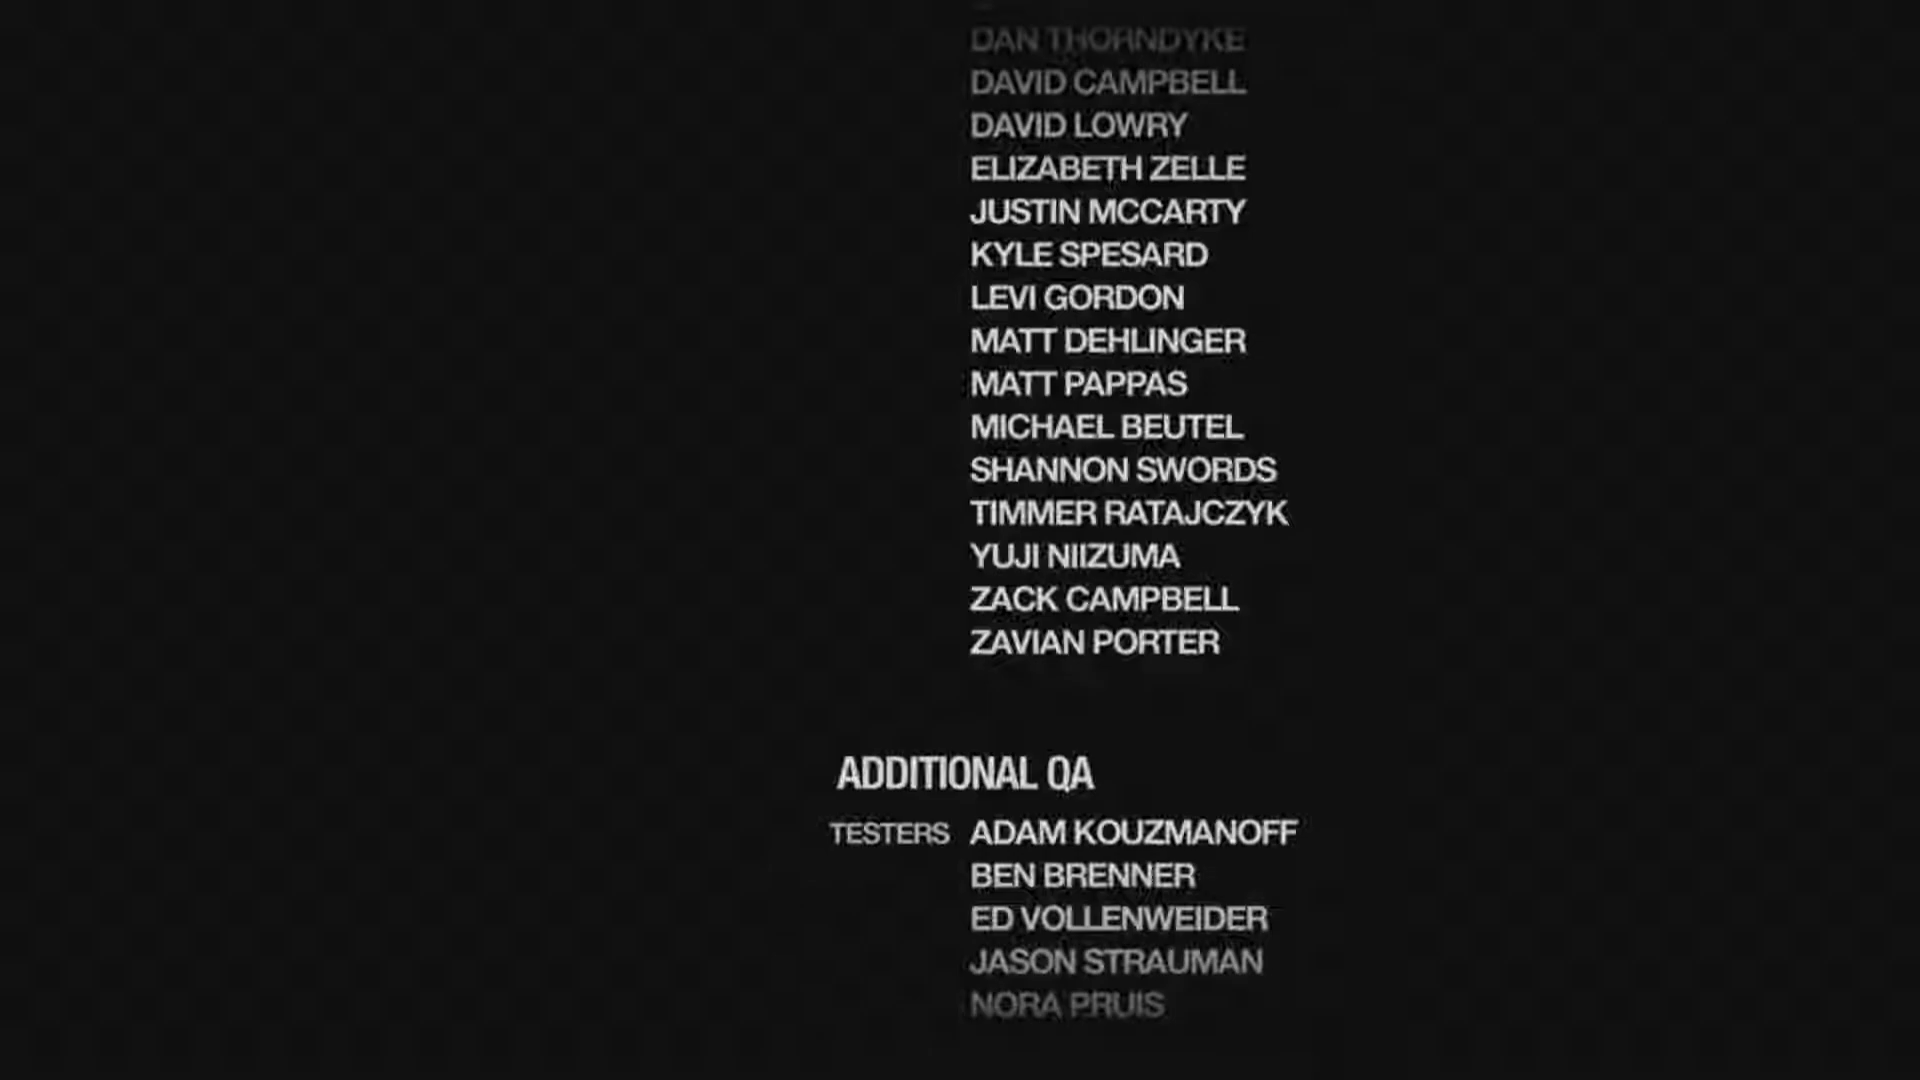 DAN THORNDYKE
DAVID CAMPBELL
DAVID LOWRY
ELIZABETH ZELLE
JUSTIN MCCARTY
KYLE SPESARD
LEVI GORDON
MATT DEHLINGER
MATT PAPPAS
MICHAEL BEUTEL
SHANNON SWORDS
TIMMER RATAJCZYK
YUJI NIIZUMA
ZACK CAMPBELL
ZAVIAN PORTER
ADDITIONAL QA
TESTERS ADAM KOUZMANOFF
BEN BRENNER
ED VOLLENWEIDER
JASON STRAUMAN
NORA PRUIS